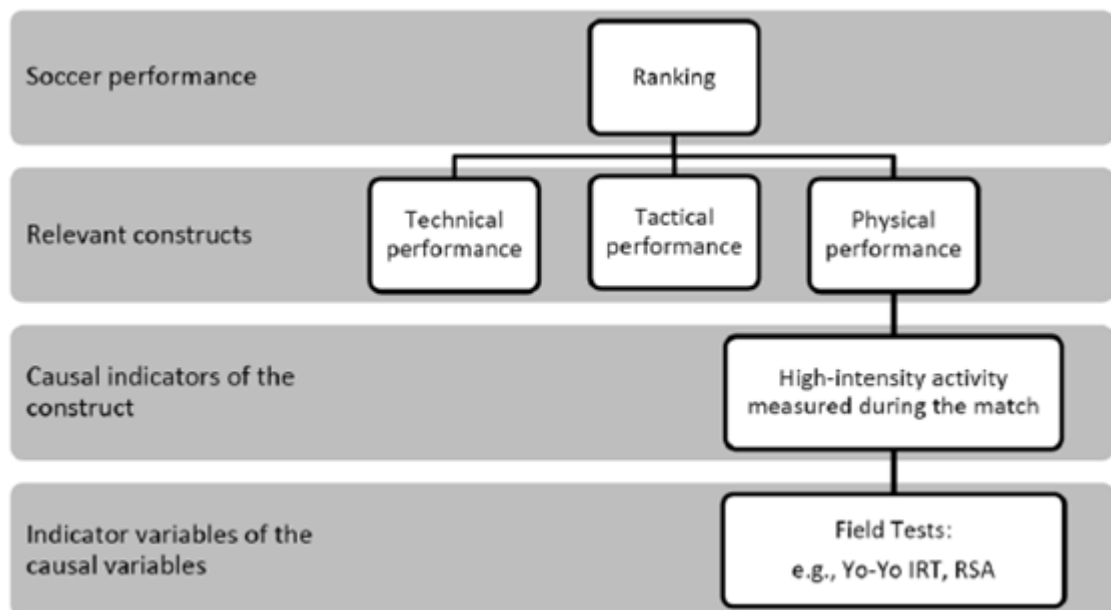 Soccer performance
Ranking
Relevant constructs
Technical
performance
Tactical
performance
Physical
performance
Causal indicators of the
construct
High-intensity activity
measured during the match
Indicator variables of the
causal variables
Field Tests:
e.g., Yo-Yo IRT, RSA